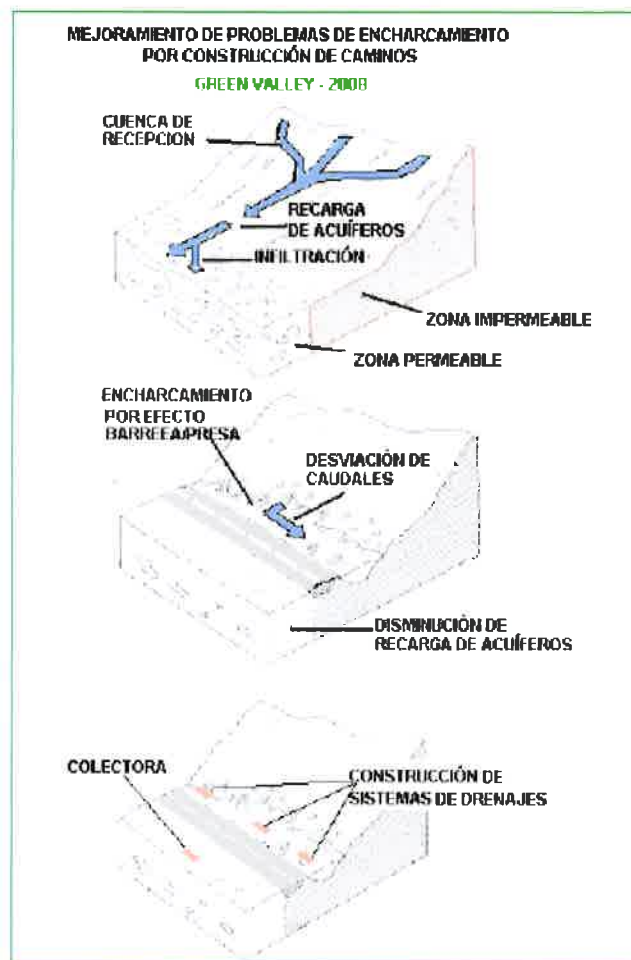 MEJORAMIENTO DE PROBLEMAS DE ENCHARCAMIENTO
POR CONSTRUCCIÓN DE CAMINOS
GREEN VALLEY - 2008
CUENCA DE
RECEPCION
RECARGA
DE ACUÍFEROS
INFILTRACIÓN
ZONA IMPERMEABLE
ZONA PERMEABLE
ENCHARCAMIENTO
POR EFECTO
BARREEA/PRESA
DESVIACIÓN DE
CAUDALES
DISMINUCIÓN DE
RECARGA DE ACUÍFEROS
COLECTORA
CONSTRUCCIÓN DE
SISTEMAS DE DRENAJES